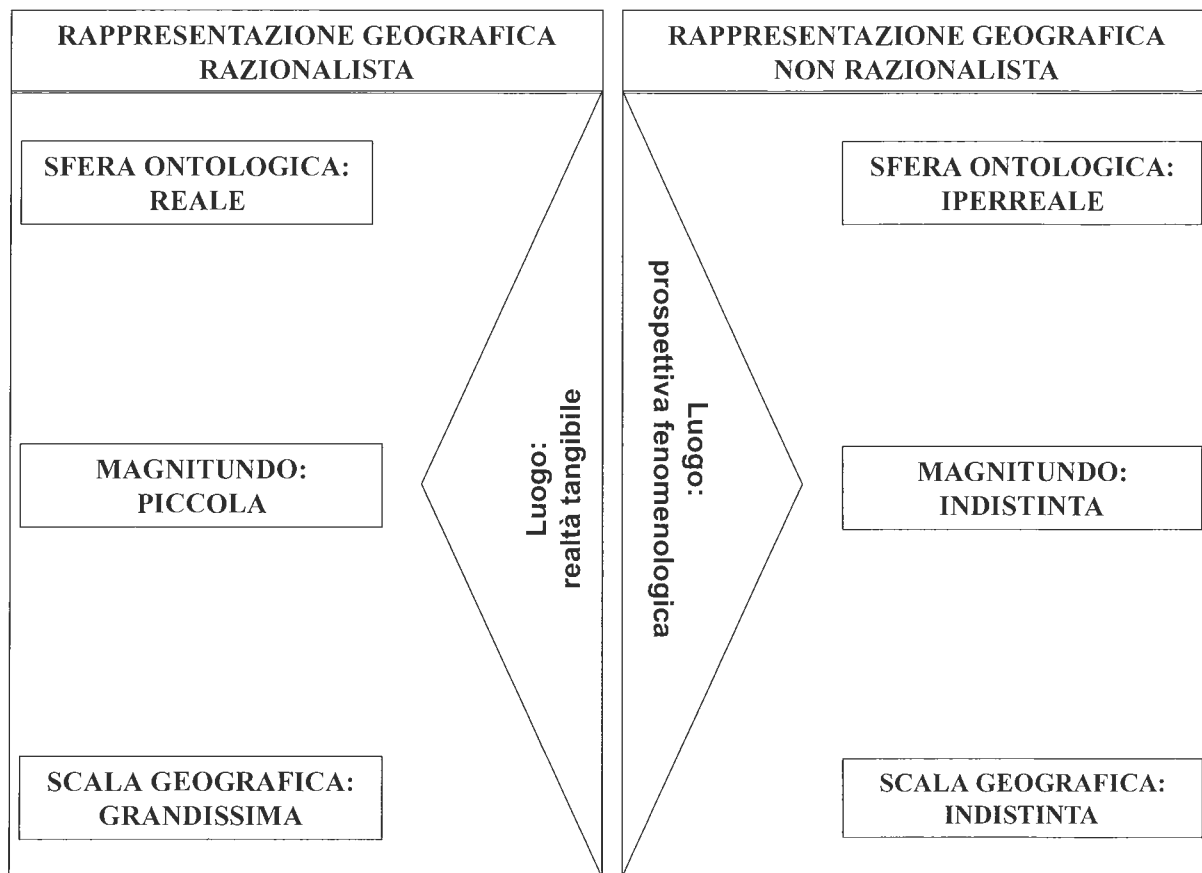 RAPPRESENTAZIONE GEOGRAFICA
RAZIONALISTA
SFERA ONTOLOGICA:
REALE
MAGNITUNDO:
PICCOLA
SCALA GEOGRAFICA:
GRANDISSIMA
Luogo:
realtà tangibile
RAPPRESENTAZIONE GEOGRAFICA
NON RAZIONALISTA
Luogo:
prospettiva fenomenologica
SFERA ONTOLOGICA:
IPERREALE
MAGNITUNDO:
INDISTINTA
SCALA GEOGRAFICA:
INDISTINTA